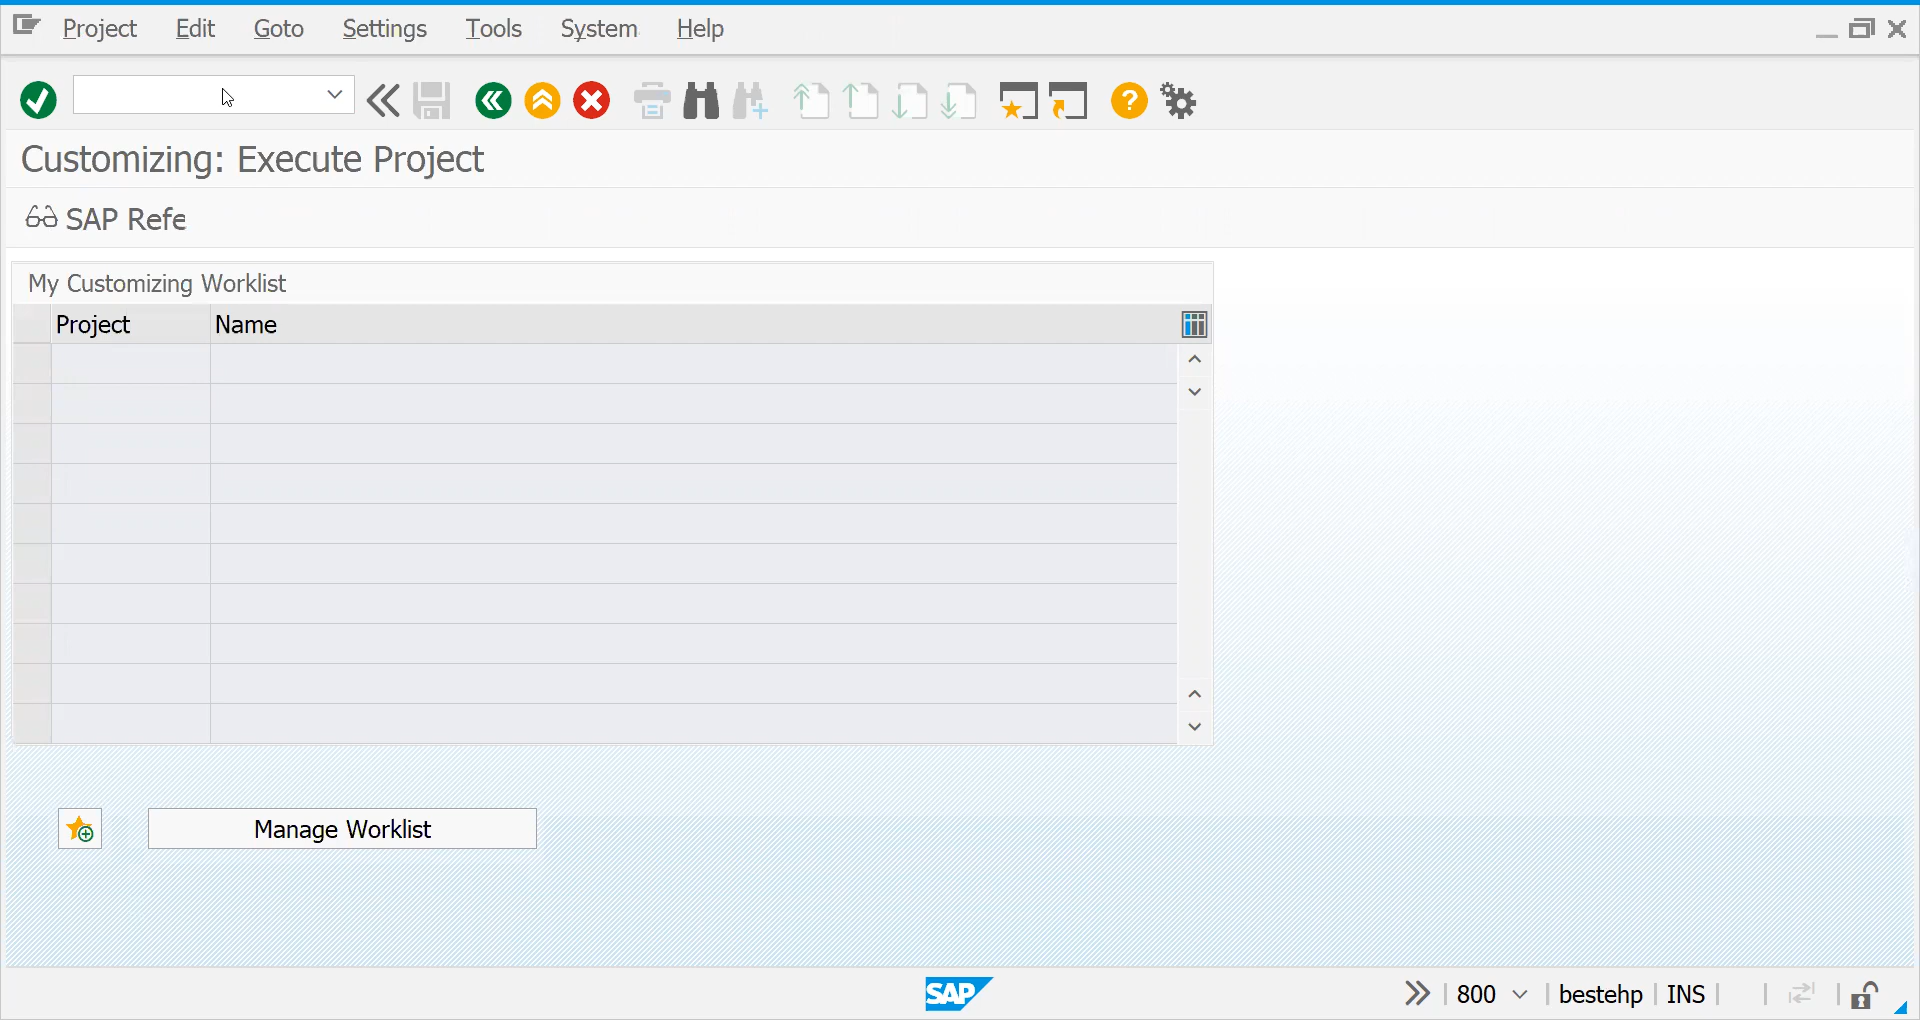 Project Edit Goto Settings Tools System Help
Customizing: Execute Project
SAP Refe
My Customizing Worklist
Project Name
Manage Worklist
SAP 800 bestehp INS